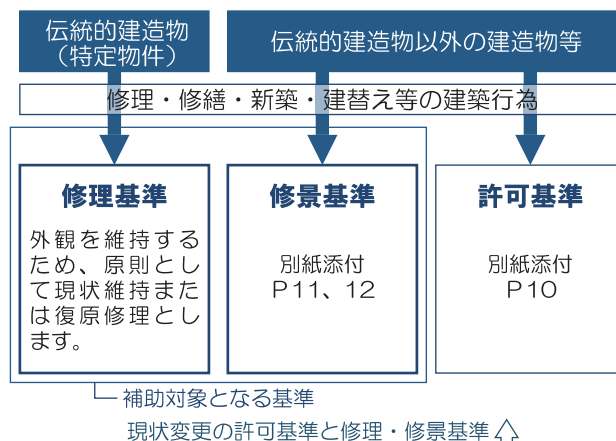 伝統的建造物
（特定物件）
伝統的建造物以外の建造物等
修理・修繕・新築・建替え等の建築行為
修理基準
外観を維持する
ため、原則とし
て現状維持また
は復原修理とし
ます。
修景基準
別紙添付
P11、12
許可基準
別紙添付
P10
補助対象となる基準
現状変更の許可基準と修理・修景基準